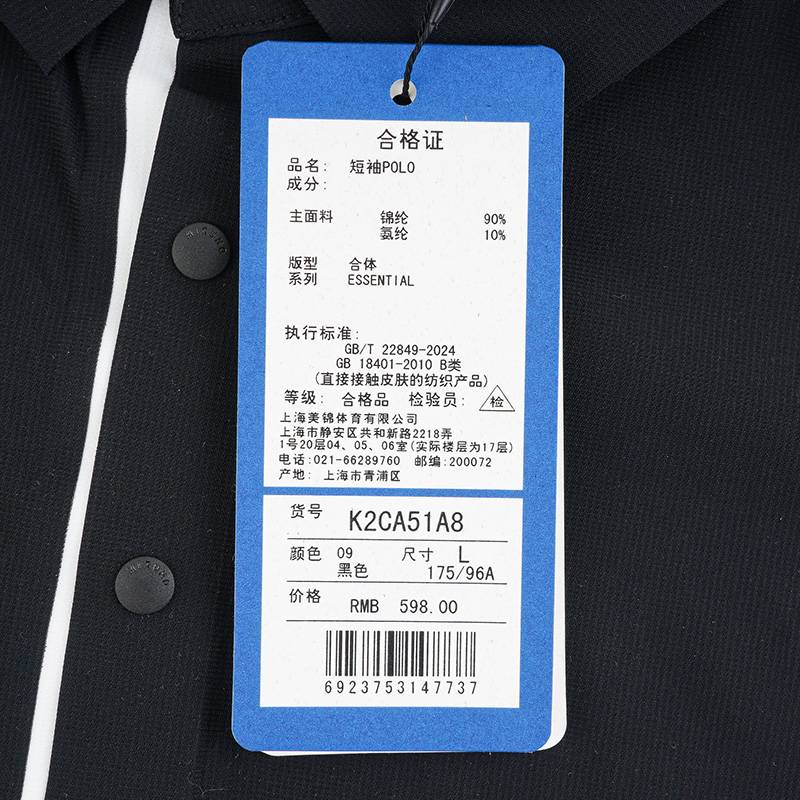 合格证
品名: 短袖POLO
成分:
主面料 锦纶 90%
氨纶 10%
版型 合体
系列 ESSENTIAL
执行标准:
GB/T 22849-2024
GB 18401-2010 B类
(直接接触皮肤的纺织产品)
等级: 合格品 检验员: 检
上海美锦体育有限公司
上海市静安区共和新路2218弄
1号20层04、05、06室(实际楼层为17层)
电话:021-66289760 邮编:200072
产地: 上海市青浦区
货号 K2CA51A8
颜色 09 尺寸 L
黑色 175/96A
价格 RMB 598.00
6923753147737
MIZUNO
MIZUNO